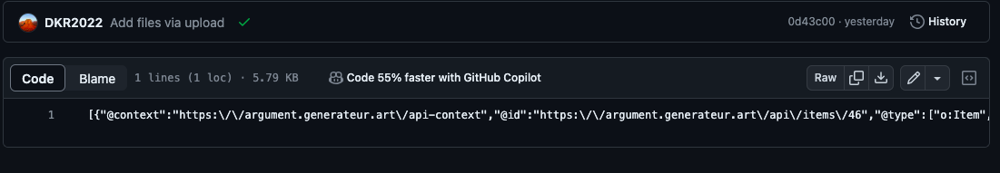 DKR2022 Add files via upload 0d43c00 · yesterday History
Code Blame 1 lines (1 loc) · 5.79 KB Code 55% faster with GitHub Copilot Raw
1 [{"@context":"https:\/\/argument.generateur.art\/api-context","@id":"https:\/\/argument.generateur.art\/api\/items\/46","@type":["o:Item",